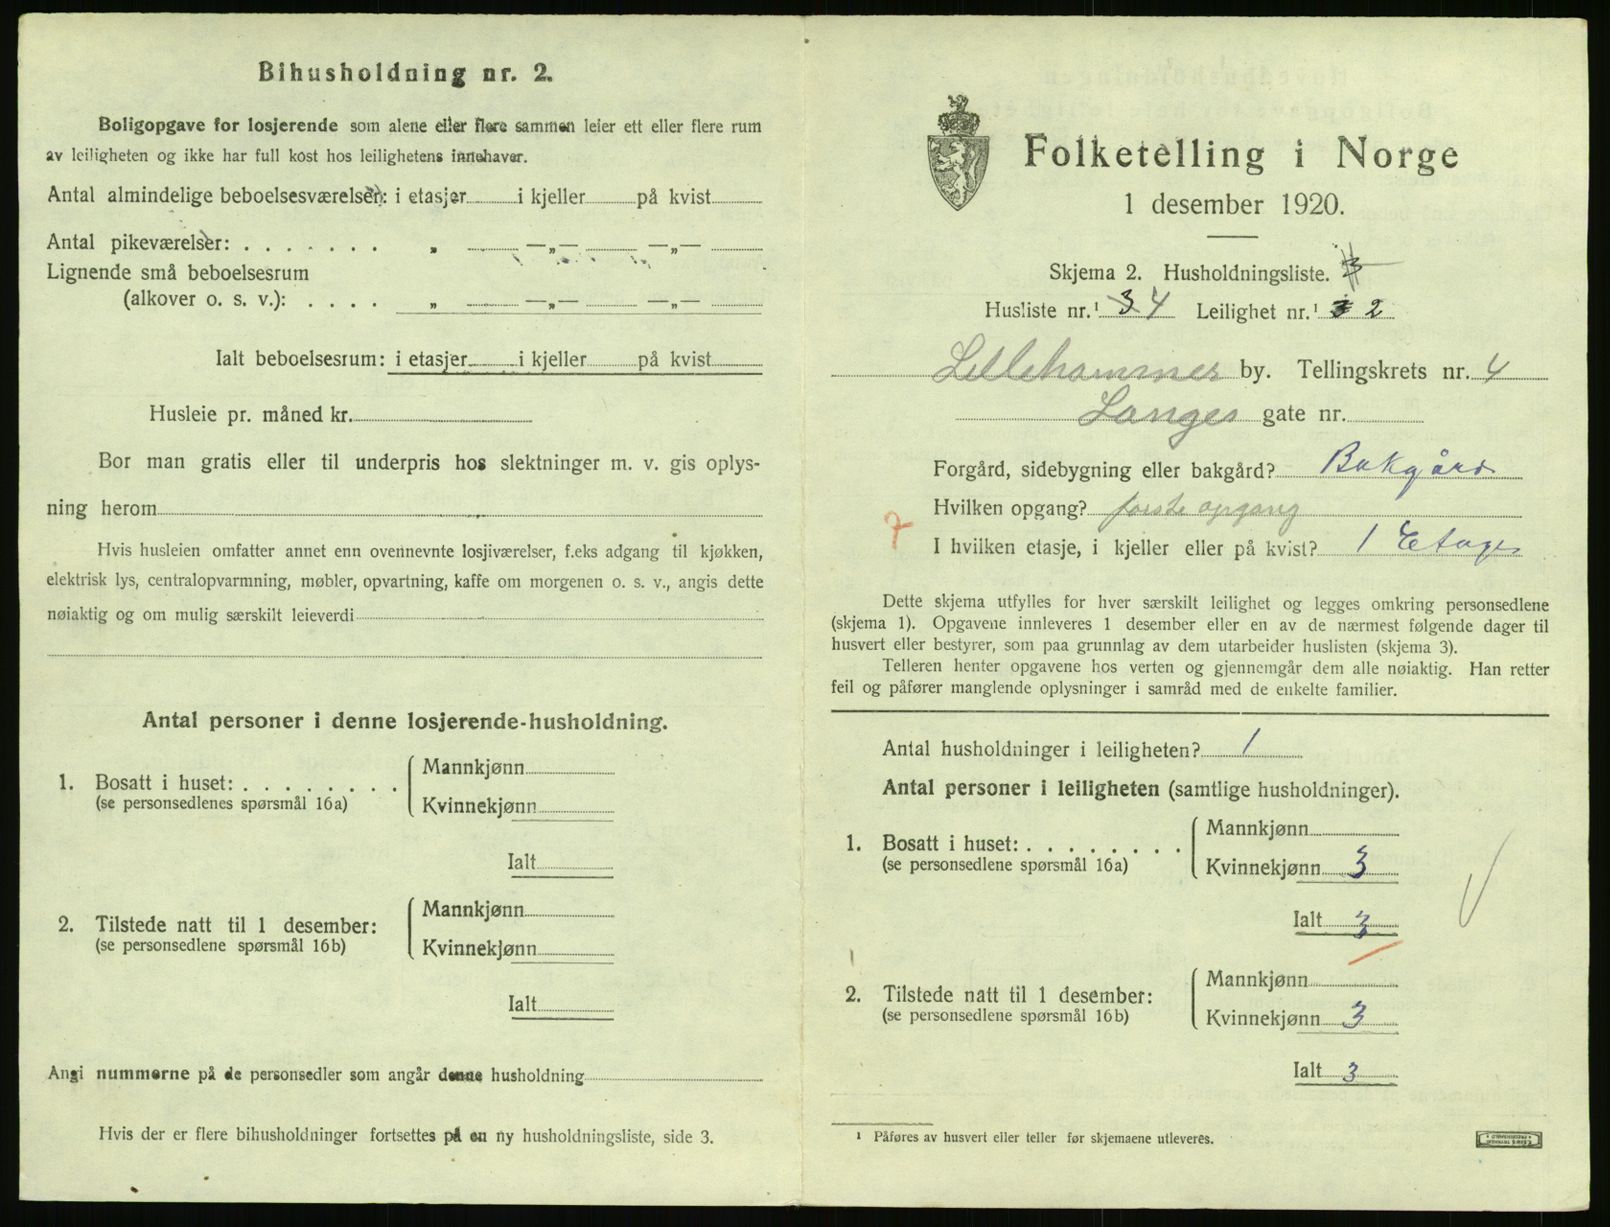 Bihusholdning nr. 2.
Boligopgave for losjerende som alene eller flere sammen leier ett eller flere rum
av leiligheten og ikke har full kost hos leilighetens innehaver.
Antal almindelige beboelsesværelser: i etasjer i kjeller på kvist
Antal pikeværelser: . . . . . . . „ —„— —„—
Lignende små beboelsesrum
(alkover o. s. v.): . . . . „ —„— —„—
Ialt beboelsesrum: i etasjer i kjeller på kvist
Husleie pr. måned kr.
Bor man gratis eller til underpris hos slektninger m. v. gis oplys-
ning herom
Hvis husleien omfatter annet enn ovennevnte losjiværelser, f.eks adgang til kjøkken,
elektrisk lys, centralopvarmning, møbler, opvartning, kaffe om morgenen o. s. v., angis dette
nøiaktig og om mulig særskilt leieverdi
Antal personer i denne losjerende-husholdning.
1. Bosatt i huset: . . . . . . . .
(se personsedlenes spørsmål 16a)
Mannkjønn
Kvinnekjønn
Ialt
2. Tilstede natt til 1 desember:
(se personsedlene spørsmål 16b)
Mannkjønn
Kvinnekjønn
Ialt
Angi nummerne på de personsedler som angår denne husholdning
Hvis der er flere bihusholdninger fortsettes på en ny husholdningsliste, side 3.
Folketelling i Norge
1 desember 1920.
Skjema 2. Husholdningsliste. 3
Husliste nr.¹ 3 4 Leilighet nr.¹ 3 2
Lillehammer by. Tellingskrets nr. 4
Langes gate nr.
Forgård, sidebygning eller bakgård? Bakgård
Hvilken opgang? første opgang
7
I hvilken etasje, i kjeller eller på kvist? 1 Etage
Dette skjema utfylles for hver særskilt leilighet og legges omkring personsedlene
(skjema 1). Opgavene innleveres 1 desember eller en av de nærmest følgende dager til
husvert eller bestyrer, som paa grunnlag av dem utarbeider huslisten (skjema 3).
Telleren henter opgavene hos verten og gjennemgår dem alle nøiaktig. Han retter
feil og påfører manglende oplysninger i samråd med de enkelte familier.
Antal husholdninger i leiligheten? 1
Antal personer i leiligheten (samtlige husholdninger).
1. Bosatt i huset: . . . . . . . .
(se personsedlene spørsmål 16a)
Mannkjønn
Kvinnekjønn 3
Ialt 3
2. Tilstede natt til 1 desember:
(se personsedlene spørsmål 16b)
Mannkjønn
Kvinnekjønn 3
Ialt 3
¹ Påføres av husvert eller teller før skjemaene utleveres.